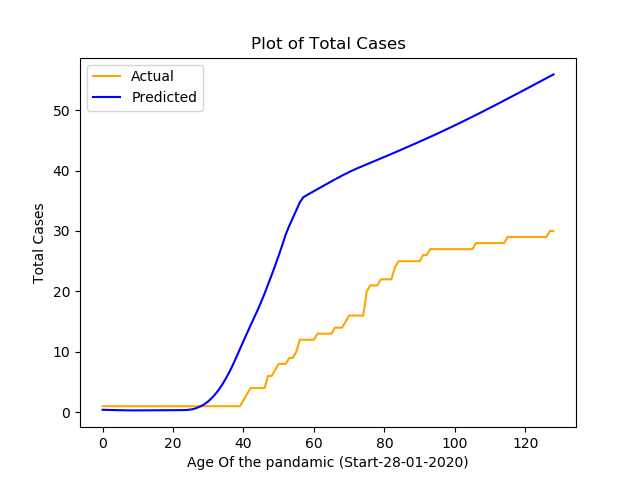 Plot of Total Cases
Actual
Predicted
50
40
30
20
10
0
Total Cases
0 20 40 60 80 100 120
Age Of the pandamic (Start-28-01-2020)